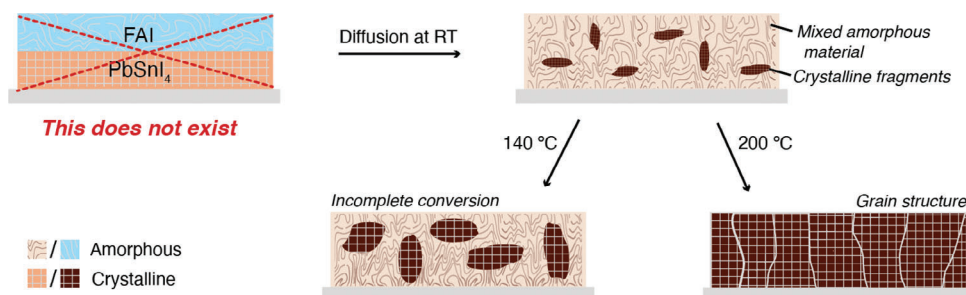 FAI
PbSnI₄
This does not exist
Diffusion at RT
Mixed amorphous
material
Crystalline fragments
140 °C
200 °C
Incomplete conversion
Grain structure
/ Amorphous
/ Crystalline